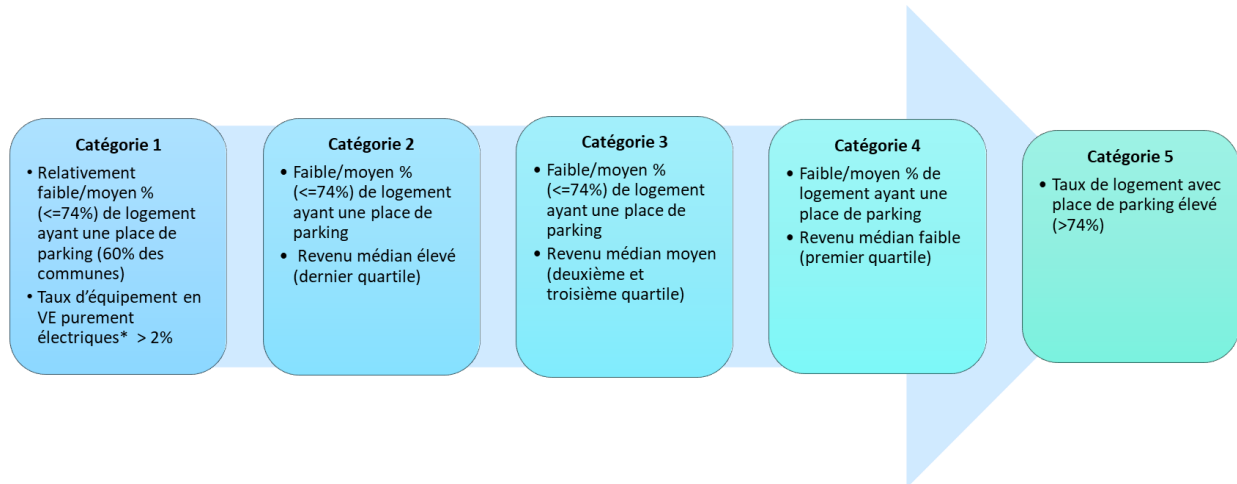 Catégorie 1
• Relativement
faible/moyen %
(<=74%) de logement
ayant une place de
parking (60% des
communes)
• Taux d'équipement en
VE purement
électriques* > 2%
Catégorie 2
• Faible/moyen %
(<=74%) de logement
ayant une place de
parking
• Revenu médian élevé
(dernier quartile)
Catégorie 3
• Faible/moyen %
(<=74%) de logement
ayant une place de
parking
• Revenu médian moyen
(deuxième et
troisième quartile)
Catégorie 4
• Faible/moyen % de
logement ayant une
place de parking
• Revenu médian faible
(premier quartile)
Catégorie 5
• Taux de logement avec
place de parking élevé
(>74%)